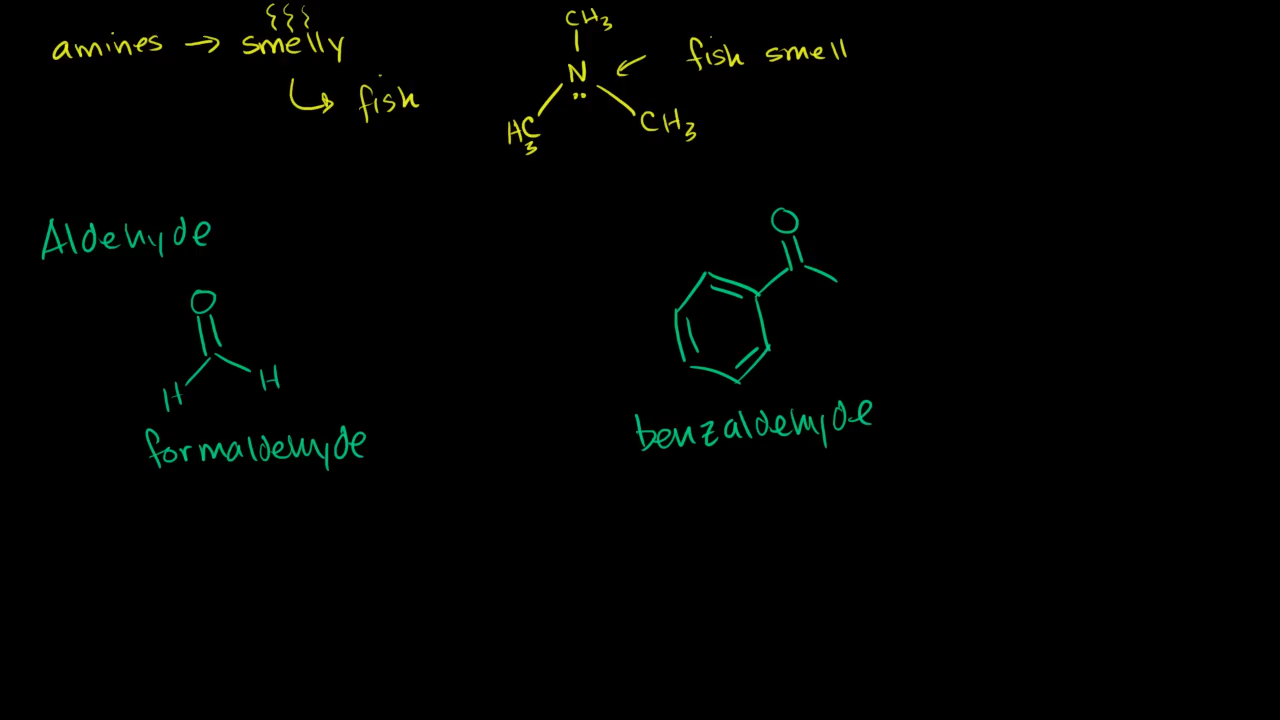 amines → smelly
↳ fish
CH3
N
H3C
CH3
fish smell
Aldehyde
O
H
H
formaldehyde
O
benzaldehyde